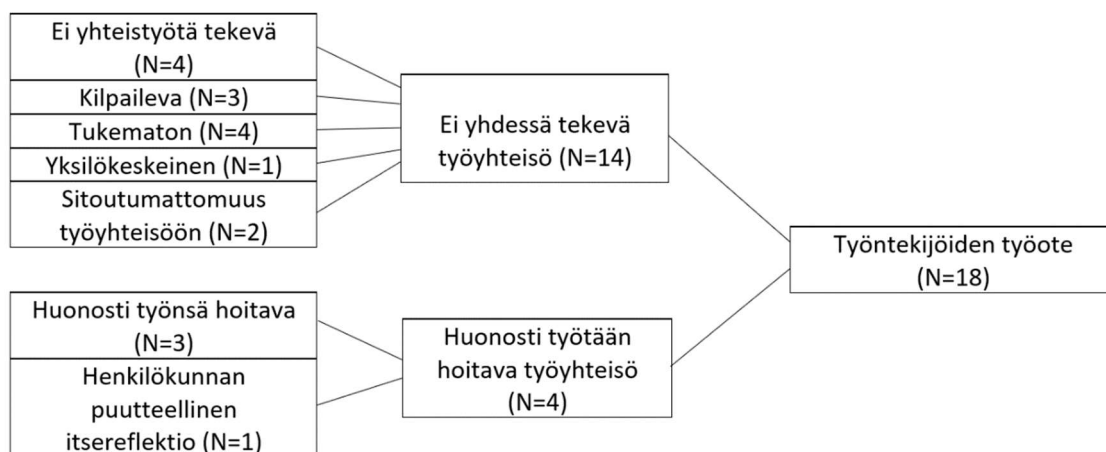 Ei yhteistyötä tekevä
(N=4)
Kilpaileva (N=3)
Tukematon (N=4)
Yksilökeskeinen (N=1)
Sitoutumattomuus
työyhteisöön (N=2)
Ei yhdessä tekevä
työyhteisö (N=14)
Huonosti työnsä hoitava
(N=3)
Henkilökunnan
puutteellinen
itsereflektio (N=1)
Huonosti työtään
hoitava työyhteisö
(N=4)
Työntekijöiden työote
(N=18)